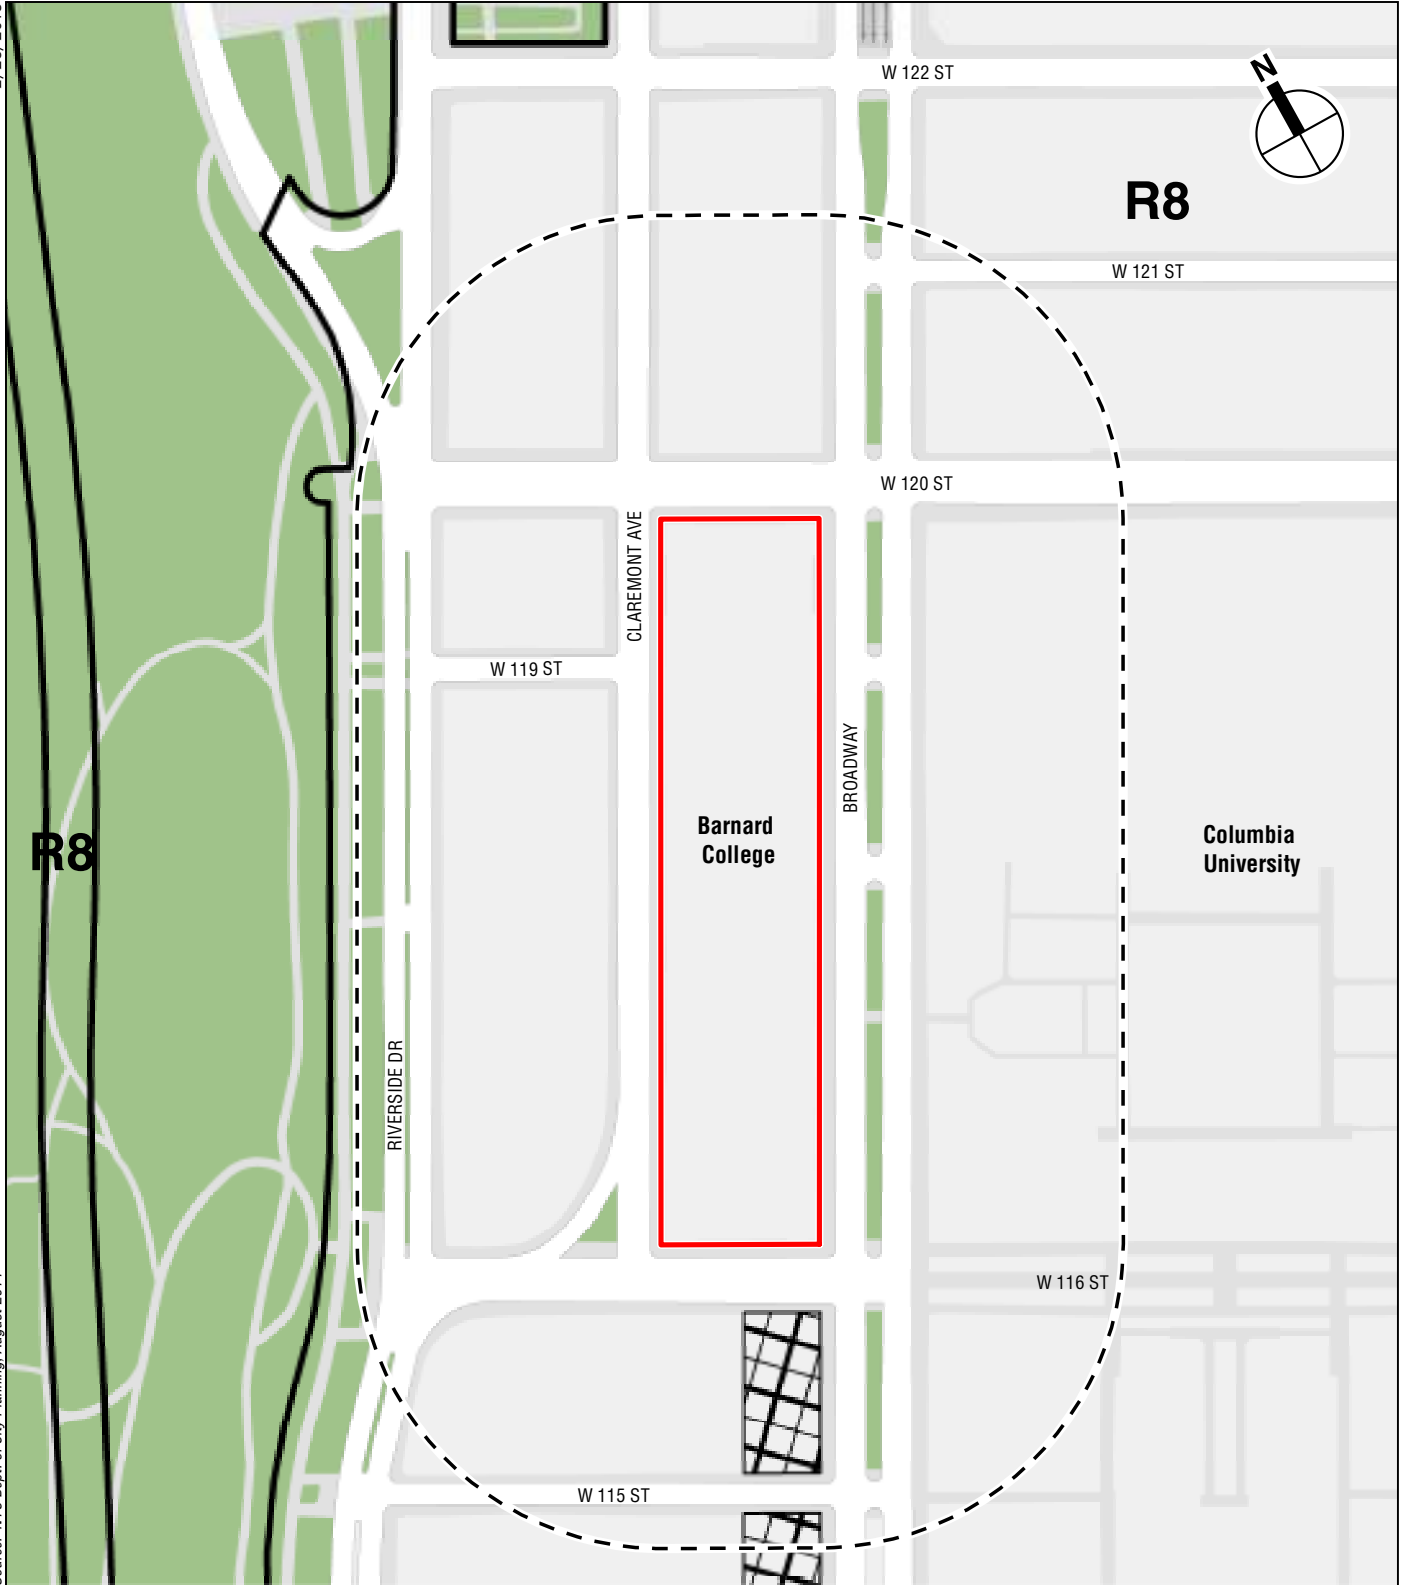 W 122 ST
N
R8
W 121 ST
W 120 ST
CLAREMONT AVE
W 119 ST
BROADWAY
Barnard
College
Columbia
University
R8
RIVERSIDE DR
W 116 ST
W 115 ST